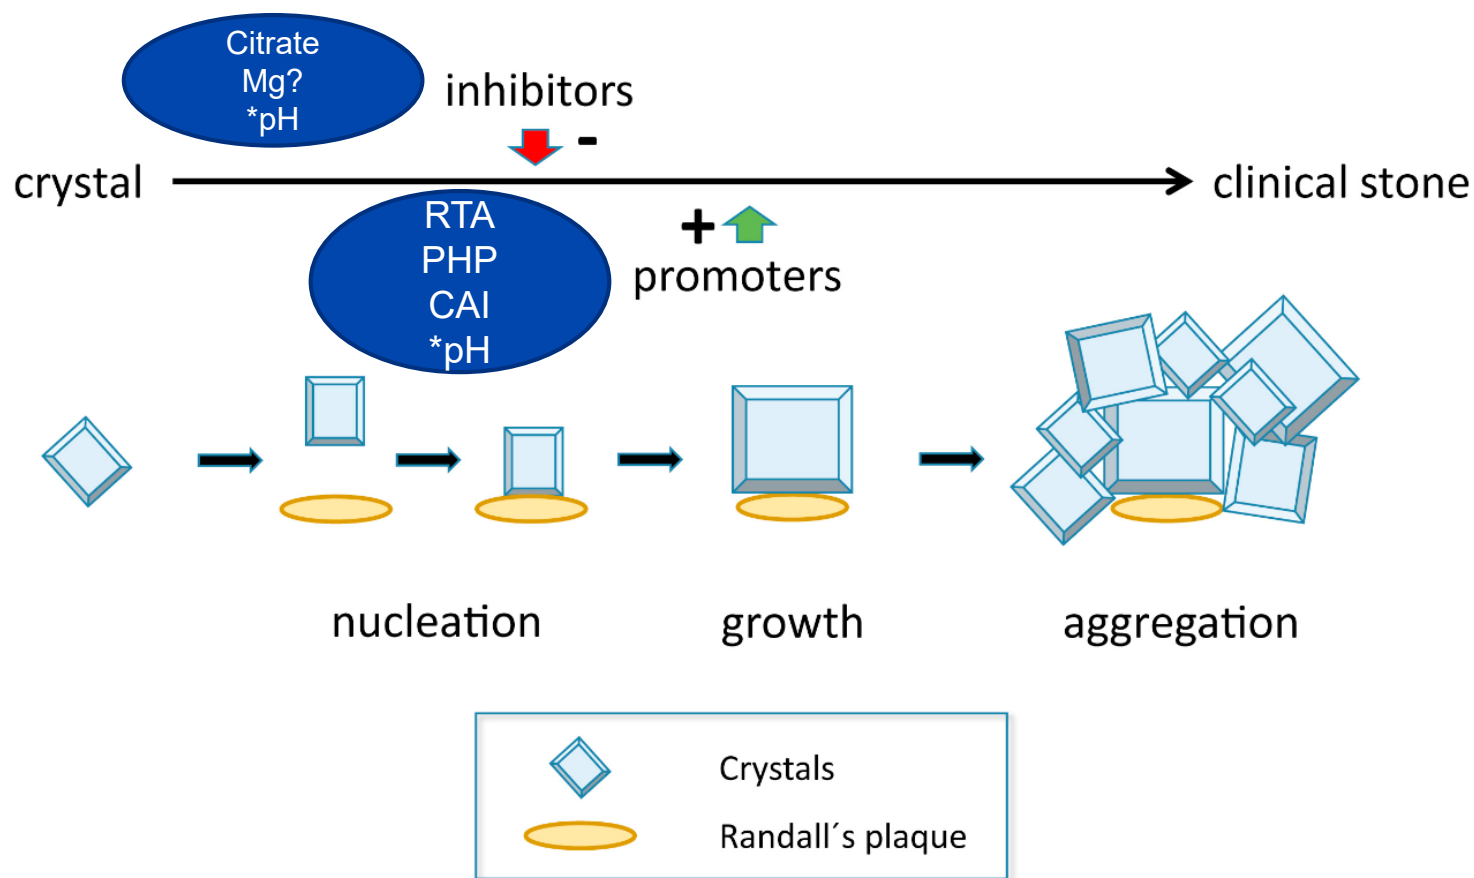 Citrate
Mg?
*pH
inhibitors
-
crystal
clinical stone
RTA
PHP
CAI
*pH
+
promoters
nucleation
growth
aggregation
Crystals
Randall´s plaque